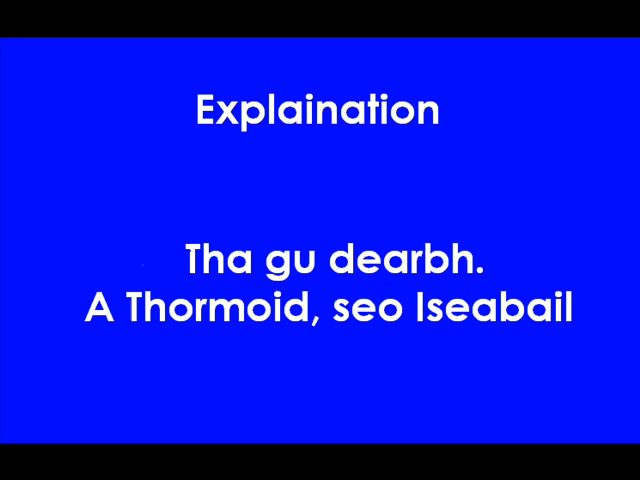 Explaination
Tha gu dearbh.
A Thormoid, seo Iseabail